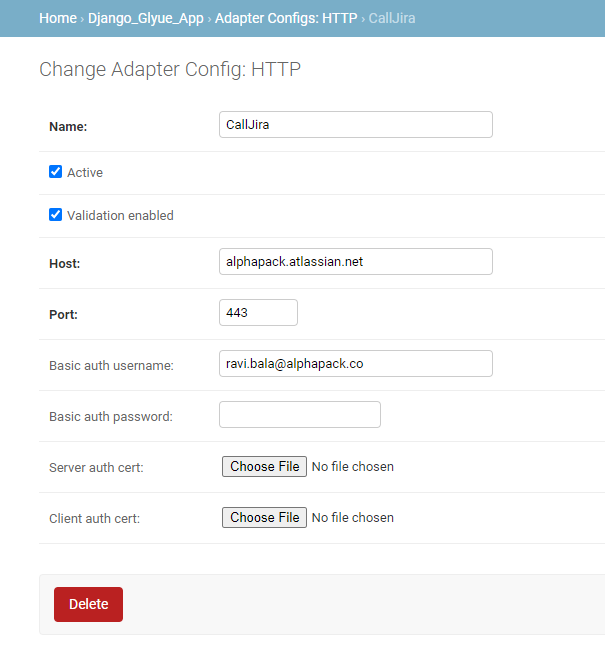 Home › Django_Glyue_App › Adapter Configs: HTTP › CallJira
Change Adapter Config: HTTP
Name: CallJira
Active
Validation enabled
Host: alphapack.atlassian.net
Port: 443
Basic auth username: ravi.bala@alphapack.co
Basic auth password:
Server auth cert: Choose File No file chosen
Client auth cert: Choose File No file chosen
Delete